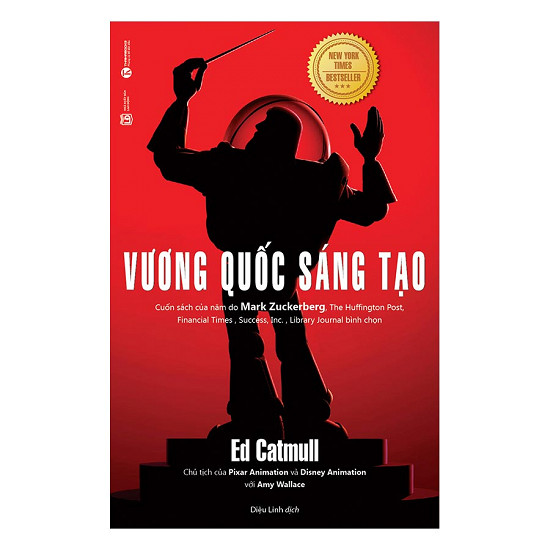 NEW YORK
TIMES
BESTSELLER
VƯƠNG QUỐC SÁNG TẠO
Cuốn sách của năm do Mark Zuckerberg, The Huffington Post,
Financial Times , Success, Inc. , Library Journal bình chọn
Ed Catmull
Chủ tịch của Pixar Animation và Disney Animation
với Amy Wallace
Diệu Linh dịch